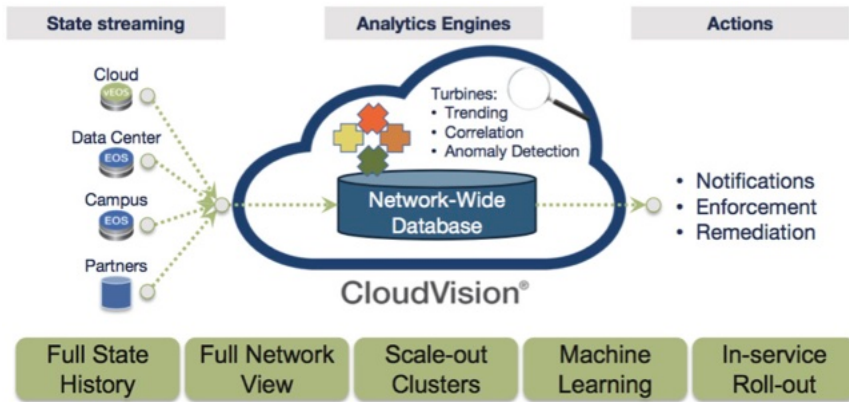 State streaming
Analytics Engines
Actions
Cloud
vEOS
Data Center
EOS
Campus
EOS
Partners
Turbines:
• Trending
• Correlation
• Anomaly Detection
Network-Wide
Database
CloudVision®
• Notifications
• Enforcement
• Remediation
Full State
History
Full Network
View
Scale-out
Clusters
Machine
Learning
In-service
Roll-out